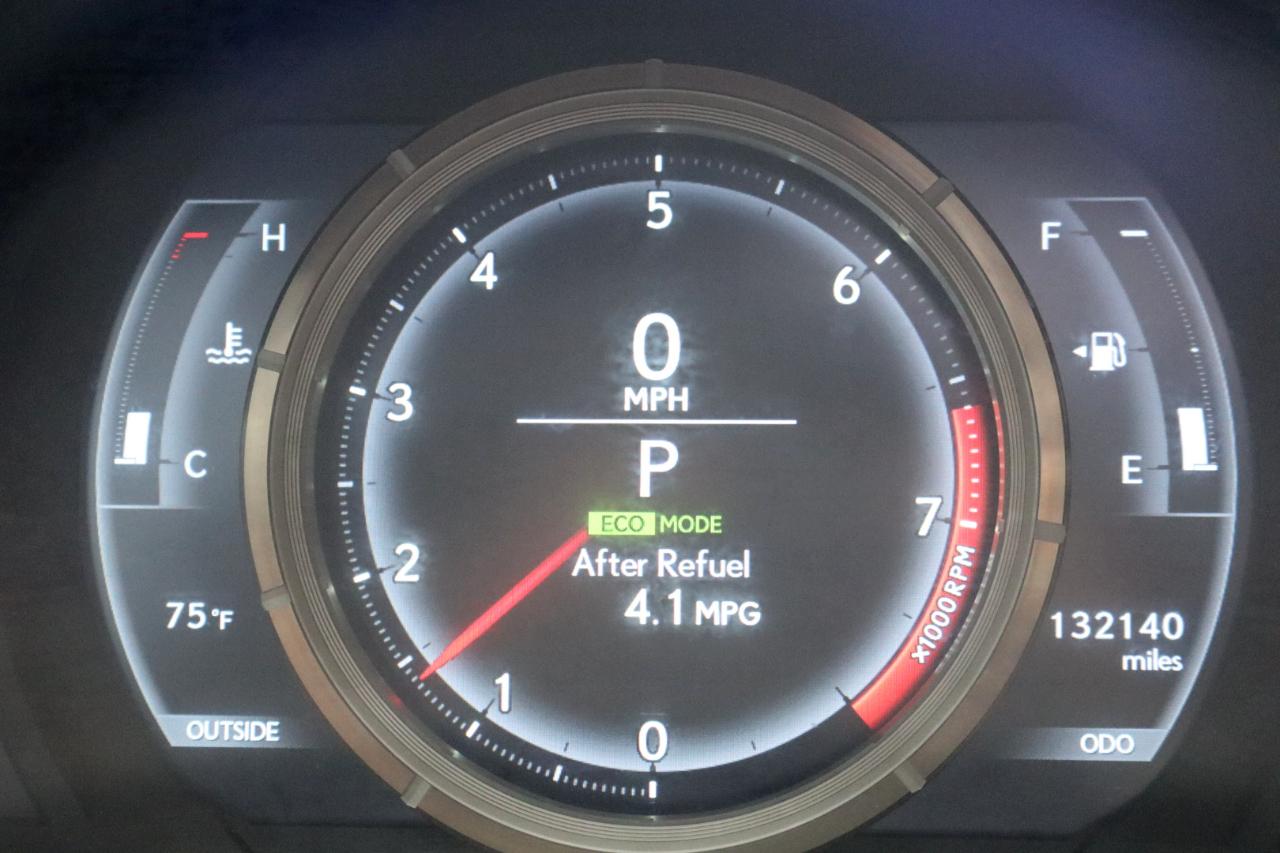 H
C
75°F
OUTSIDE
5
4
6
3
2
7
1
0
x1000RPM
0
MPH
P
ECO MODE
After Refuel
4.1 MPG
F
E
132140
miles
ODO